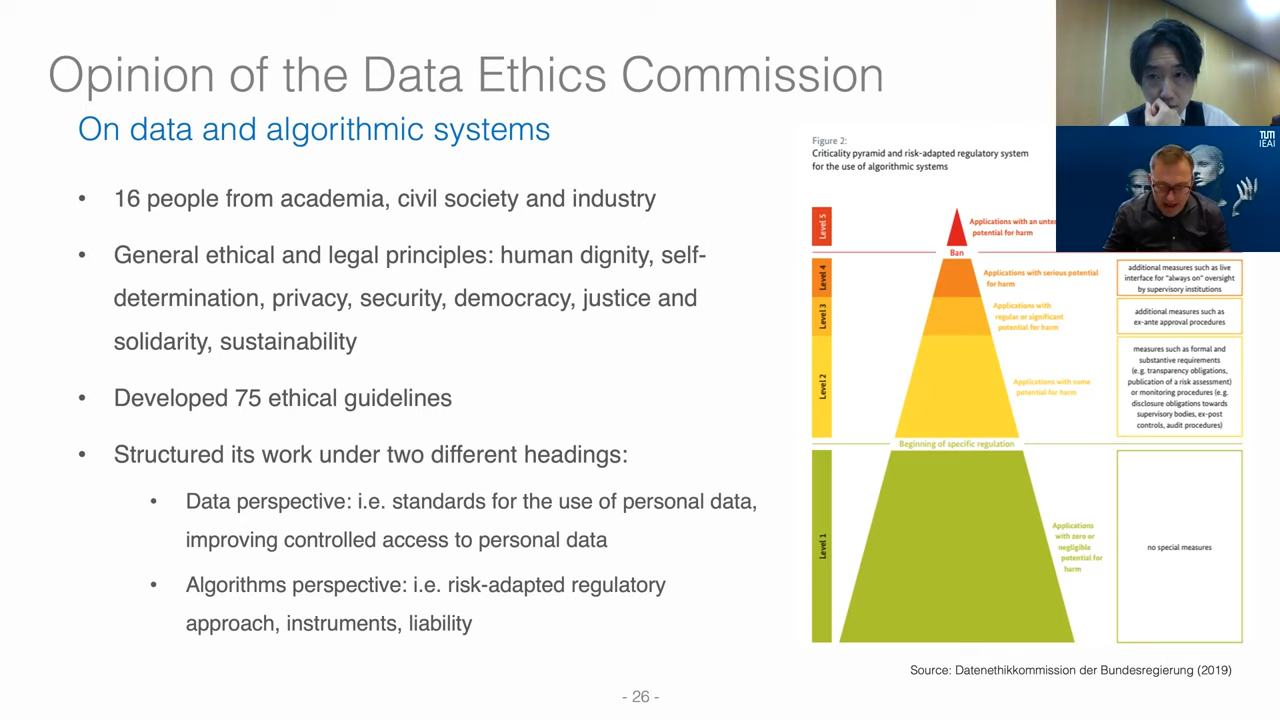 Opinion of the Data Ethics Commission
On data and algorithmic systems
• 16 people from academia, civil society and industry
• General ethical and legal principles: human dignity, self-
determination, privacy, security, democracy, justice and
solidarity, sustainability
• Developed 75 ethical guidelines
• Structured its work under two different headings:
• Data perspective: i.e. standards for the use of personal data,
improving controlled access to personal data
• Algorithms perspective: i.e. risk-adapted regulatory
approach, instruments, liability
TUM
IEAI
Figure 2:
Criticality pyramid and risk-adapted regulatory system
for the use of algorithmic systems
Level 5
Applications with an
potential for harm
Ban
Level 4
Applications with serious potential
for harm
additional measures such as live
interface for "always on" oversight
by supervisory institutions
Level 3
Applications with
regular or significant
potential for harm
additional measures such as
ex-ante approval procedures
Level 2
Applications with some
potential for harm
measures such as formal and
substantive requirements
(e.g. transparency obligations,
publication of a risk assessment)
or monitoring procedures (e.g.
disclosure obligations towards
supervisory bodies, ex-post
controls, audit procedures)
Beginning of specific regulation
Level 1
Applications
with zero or
negligible
potential for
harm
no special measures
Source: Datenethikkommission der Bundesregierung (2019)
- 26 -